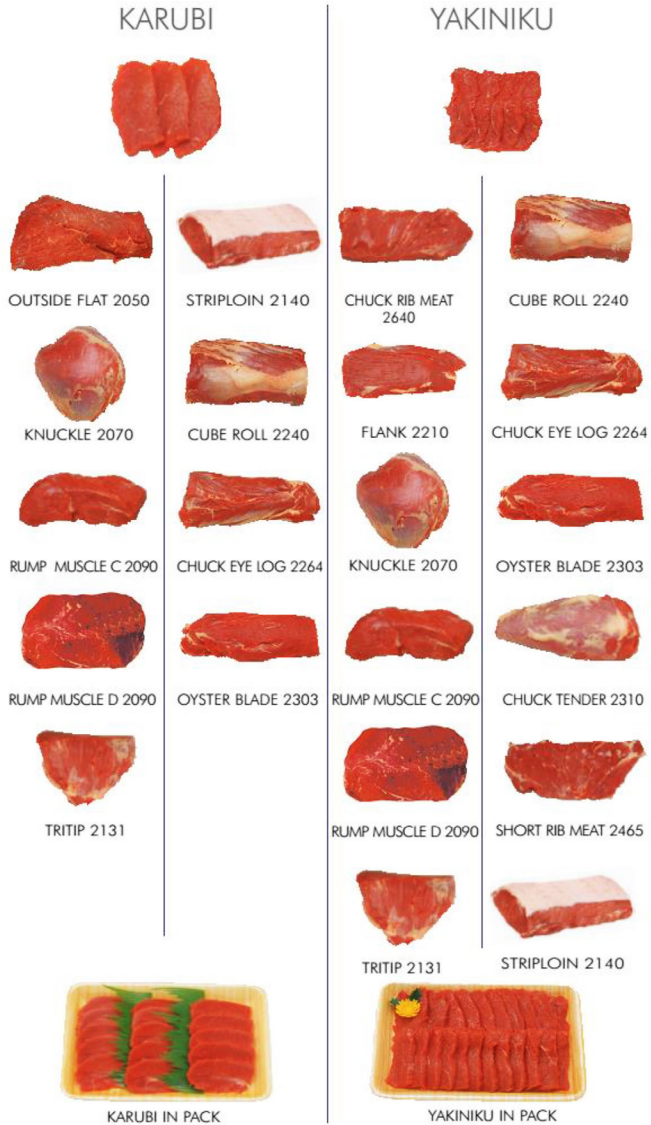 KARUBI
YAKINIKU
OUTSIDE FLAT 2050
STRIPLOIN 2140
CHUCK RIB MEAT
2640
CUBE ROLL 2240
KNUCKLE 2070
CUBE ROLL 2240
FLANK 2210
CHUCK EYE LOG 2264
RUMP MUSCLE C 2090
CHUCK EYE LOG 2264
KNUCKLE 2070
OYSTER BLADE 2303
RUMP MUSCLE D 2090
OYSTER BLADE 2303
RUMP MUSCLE C 2090
CHUCK TENDER 2310
TRITIP 2131
RUMP MUSCLE D 2090
SHORT RIB MEAT 2465
TRITIP 2131
STRIPLOIN 2140
KARUBI IN PACK
YAKINIKU IN PACK